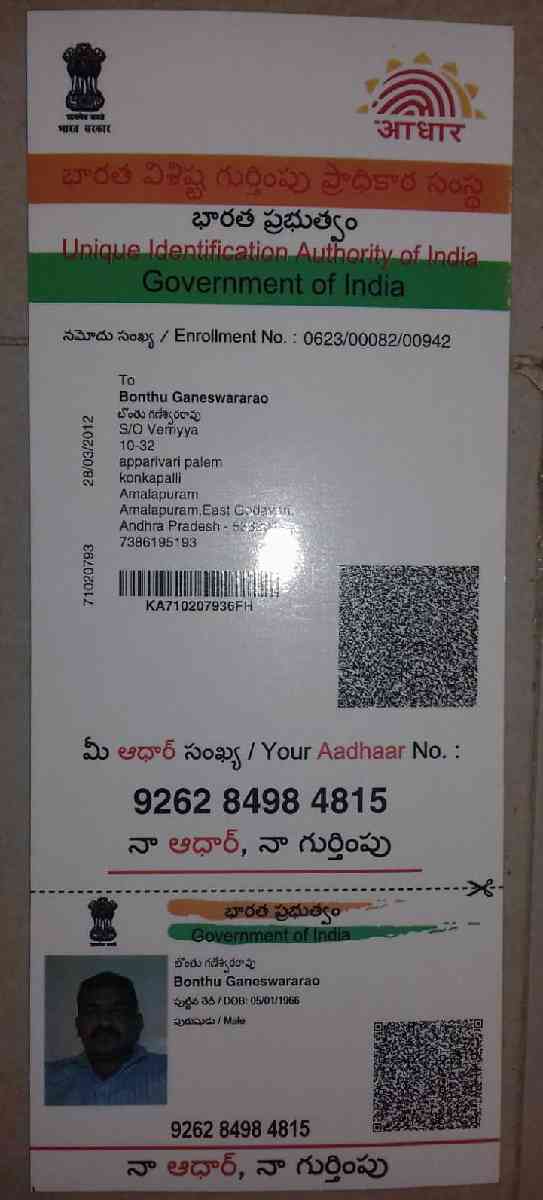 भारत सरकार
आधार
భారత విశిష్ట గుర్తింపు ప్రాధికార సంస్థ
భారత ప్రభుత్వం
Unique Identification Authority of India
Government of India
నమోదు సంఖ్య / Enrollment No. : 0623/00082/00942
To
Bonthu Ganeswararao
బొంతు గణేశ్వరరావు
S/O Verryya
10-32
apparivari palem
konkapalli
Amalapuram
Amalapuram,East
Andhra Pradesh -
7386195193
28/03/2012
71020793
KA710207936FH
మీ ఆధార్ సంఖ్య / Your Aadhaar No. :
9262 8498 4815
నా ఆధార్, నా గుర్తింపు
భారత ప్రభుత్వం
Government of India
బొంతు గణేశ్వరరావు
Bonthu Ganeswararao
పుట్టిన తేదీ / DOB: 05/01/1966
పురుషుడు / Male
9262 8498 4815
నా ఆధార్, నా గుర్తింపు